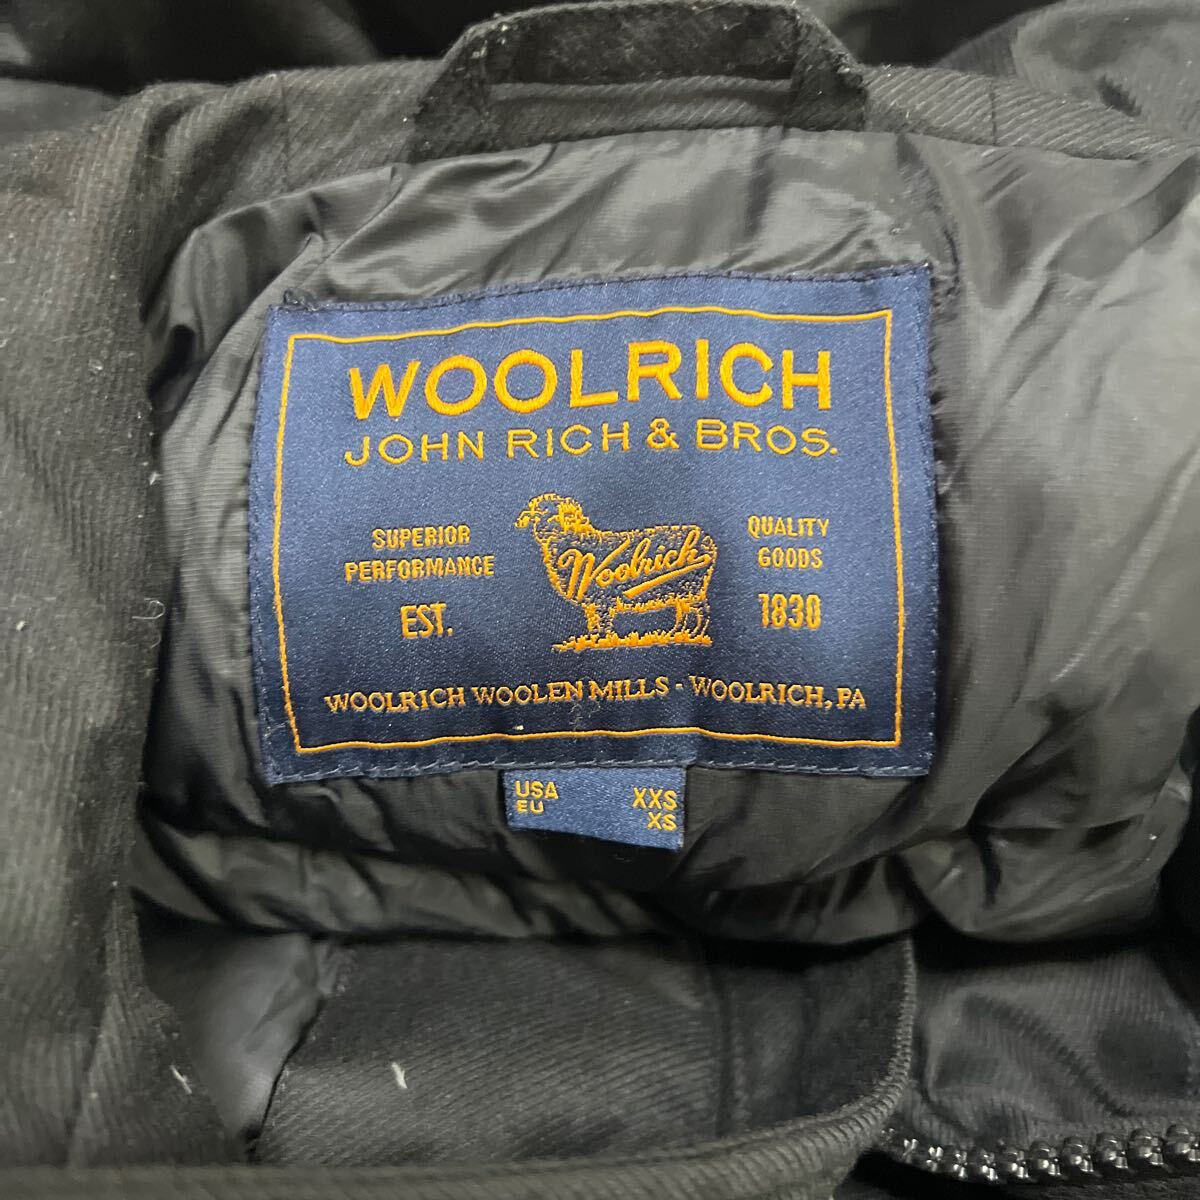 WOOLRICH
JOHN RICH & BROS.
SUPERIOR
PERFORMANCE
EST.
Woolrich
QUALITY
GOODS
1830
WOOLRICH WOOLEN MILLS - WOOLRICH, PA
USA XXS
EU XS